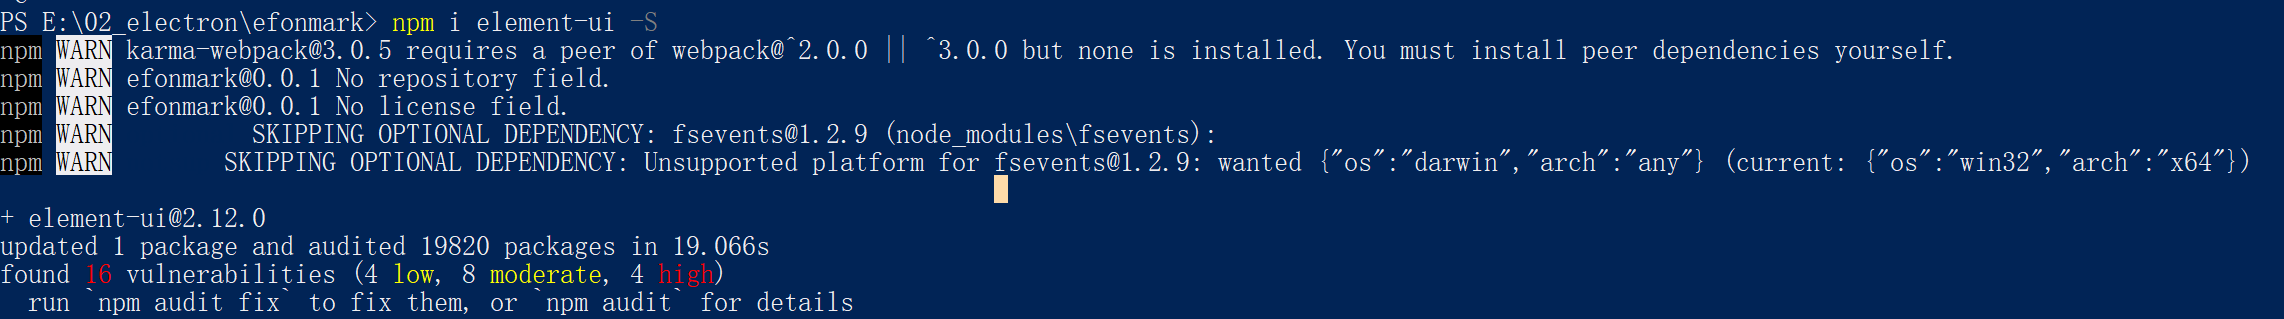 PS E:\02_electron\efonmark> npm i element-ui -S
npm WARN karma-webpack@3.0.5 requires a peer of webpack@^2.0.0 || ^3.0.0 but none is installed. You must install peer dependencies yourself.
npm WARN efonmark@0.0.1 No repository field.
npm WARN efonmark@0.0.1 No license field.
npm WARN SKIPPING OPTIONAL DEPENDENCY: fsevents@1.2.9 (node_modules\fsevents):
npm WARN SKIPPING OPTIONAL DEPENDENCY: Unsupported platform for fsevents@1.2.9: wanted {"os":"darwin","arch":"any"} (current: {"os":"win32","arch":"x64"})
+ element-ui@2.12.0
updated 1 package and audited 19820 packages in 19.066s
found 16 vulnerabilities (4 low, 8 moderate, 4 high)
run `npm audit fix` to fix them, or `npm audit` for details